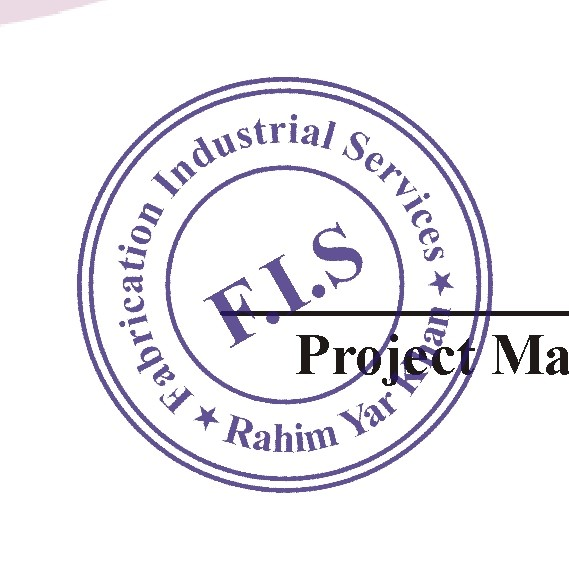 Fabrication Industrial Services
F.I.S
★ Rahim Yar Khan ★
Project Ma